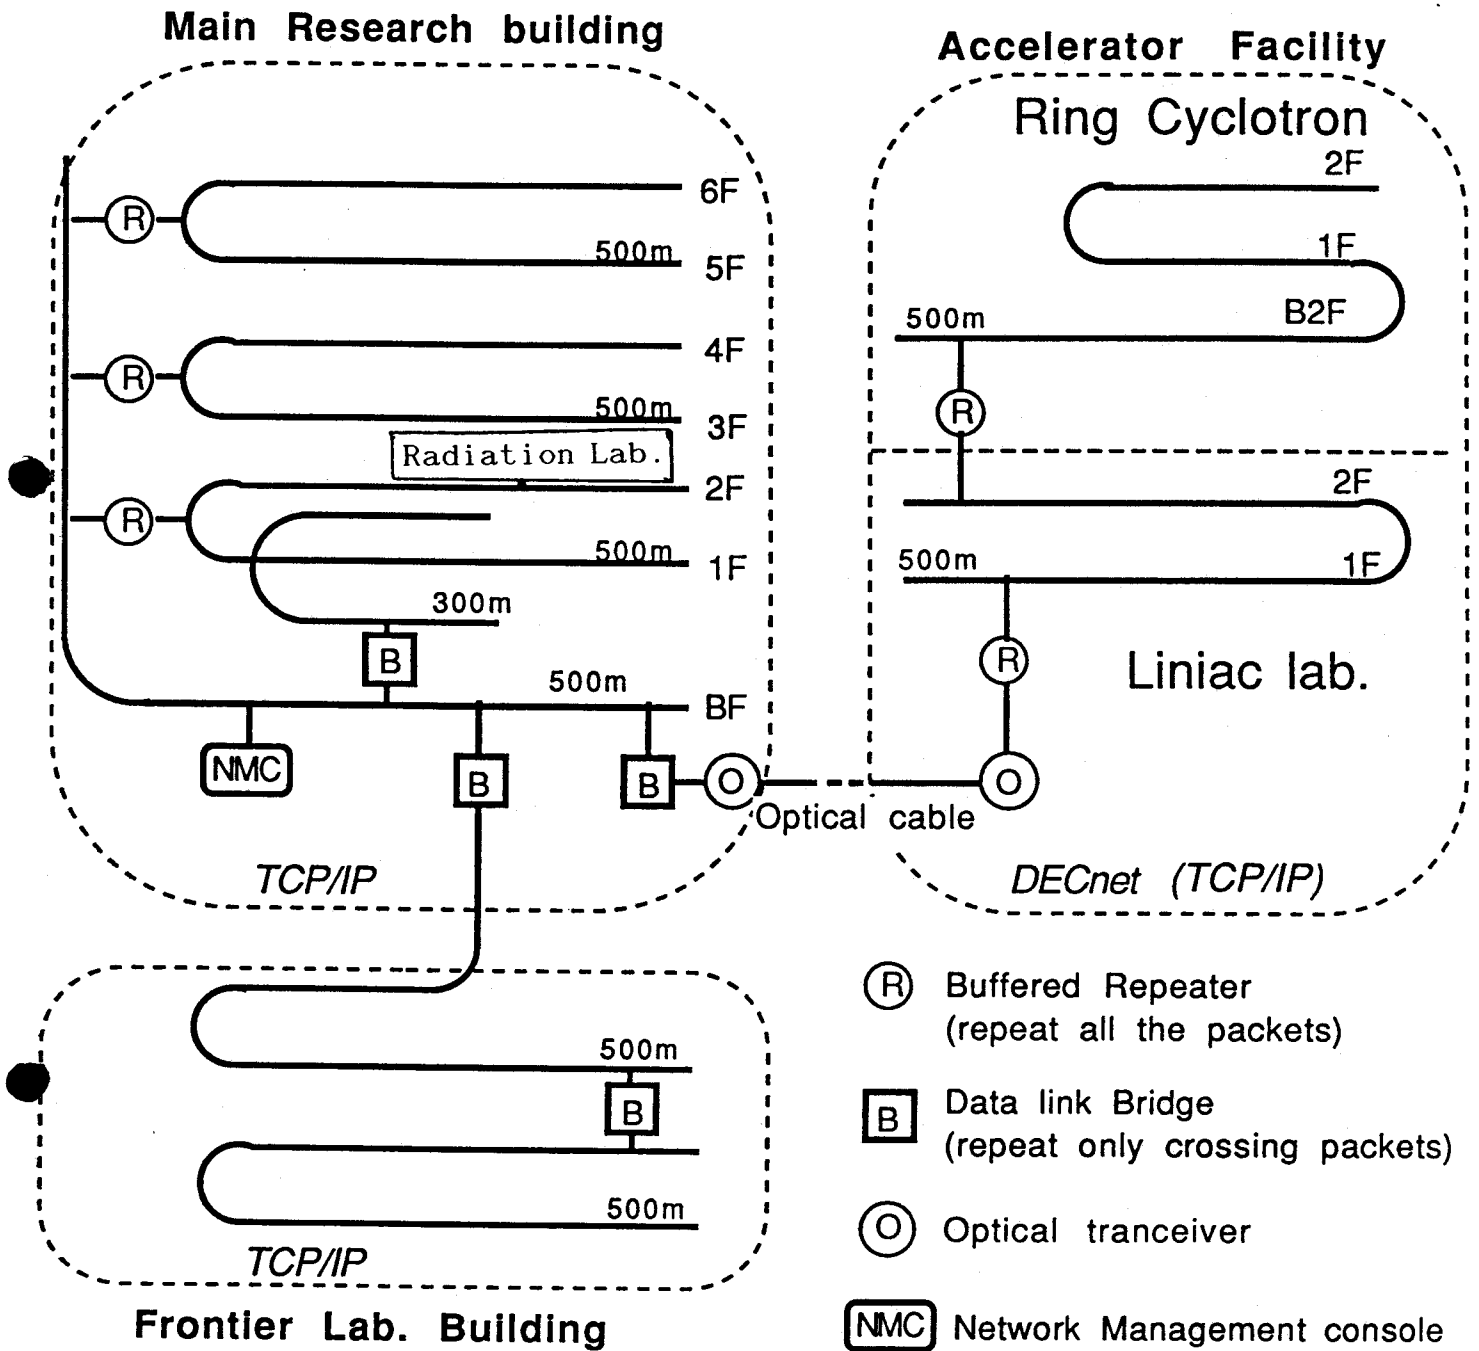 Main Research building
Accelerator Facility
Ring Cyclotron
2F
6F
R
500m
5F
1F
B2F
500m
4F
R
500m
3F
R
Radiation Lab.
2F
2F
R
500m
1F
500m
1F
300m
B
R
Liniac lab.
500m
BF
NMC
B
B
O
O
Optical cable
TCP/IP
DECnet (TCP/IP)
R
Buffered Repeater
(repeat all the packets)
500m
B
B
Data link Bridge
(repeat only crossing packets)
500m
O
Optical tranceiver
TCP/IP
Frontier Lab. Building
NMC
Network Management console